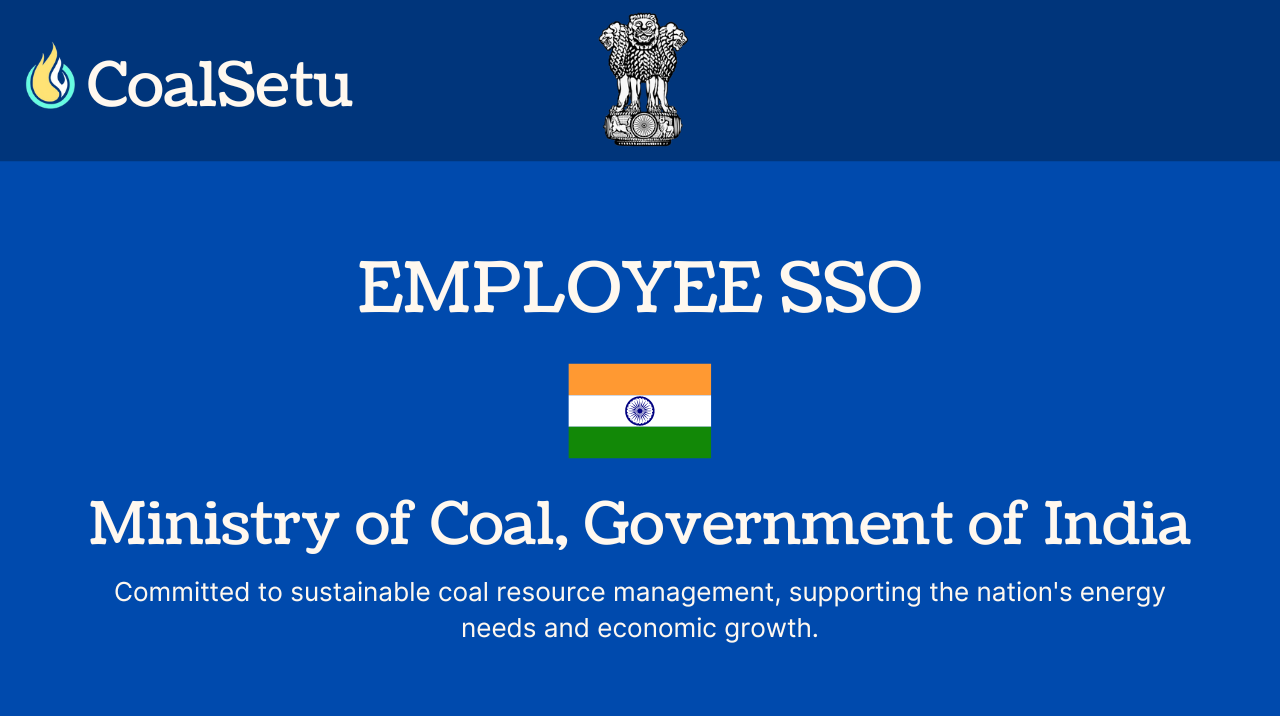 CoalSetu
EMPLOYEE SSO
Ministry of Coal, Government of India
Committed to sustainable coal resource management, supporting the nation's energy
needs and economic growth.